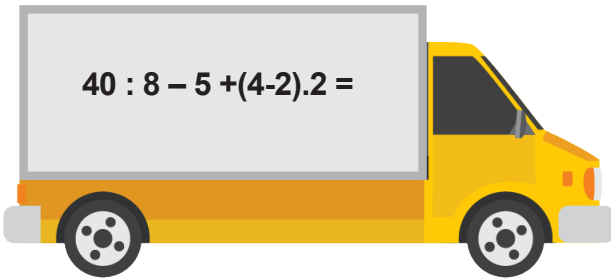 40 : 8 – 5 +(4-2).2 =